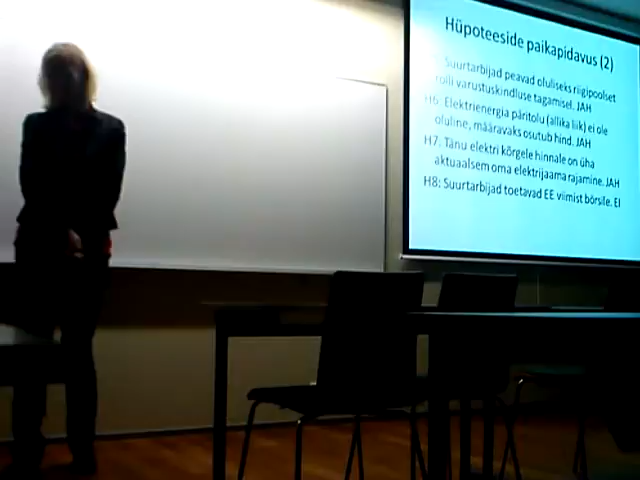 Hüpoteeside paikapidavus (2)
Suurtarbijad peavad oluliseks riigipoolset
rolli varustuskindluse tagamisel. JAH
H6: Elektrienergia päritolu (allika liik) ei ole
oluline, määravaks osutub hind. JAH
H7. Tänu elektri kõrgele hinnale on üha
aktuaalsem oma elektrijaama rajamine. JAH
H8: Suurtarbijad toetavad EE viimist börsile. EI